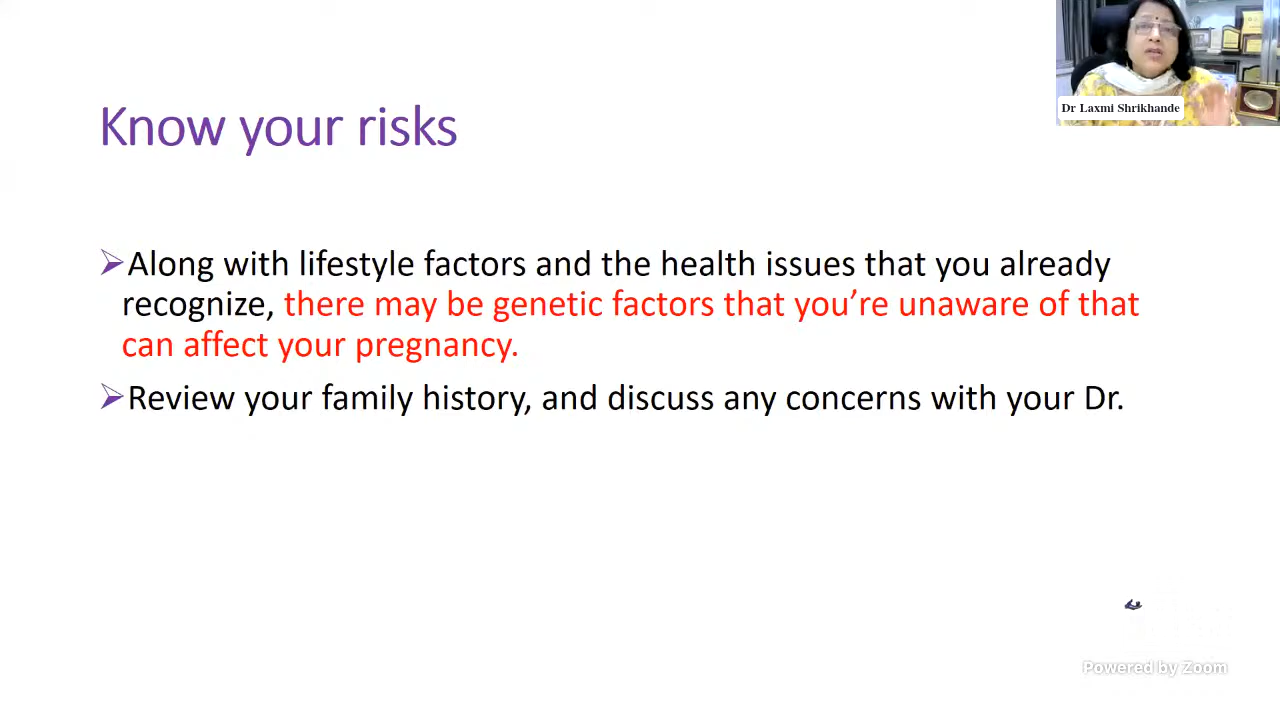 Dr Laxmi Shrikhande
Know your risks
➢Along with lifestyle factors and the health issues that you already
recognize, there may be genetic factors that you’re unaware of that
can affect your pregnancy.
➢Review your family history, and discuss any concerns with your Dr.
Powered by Zoom